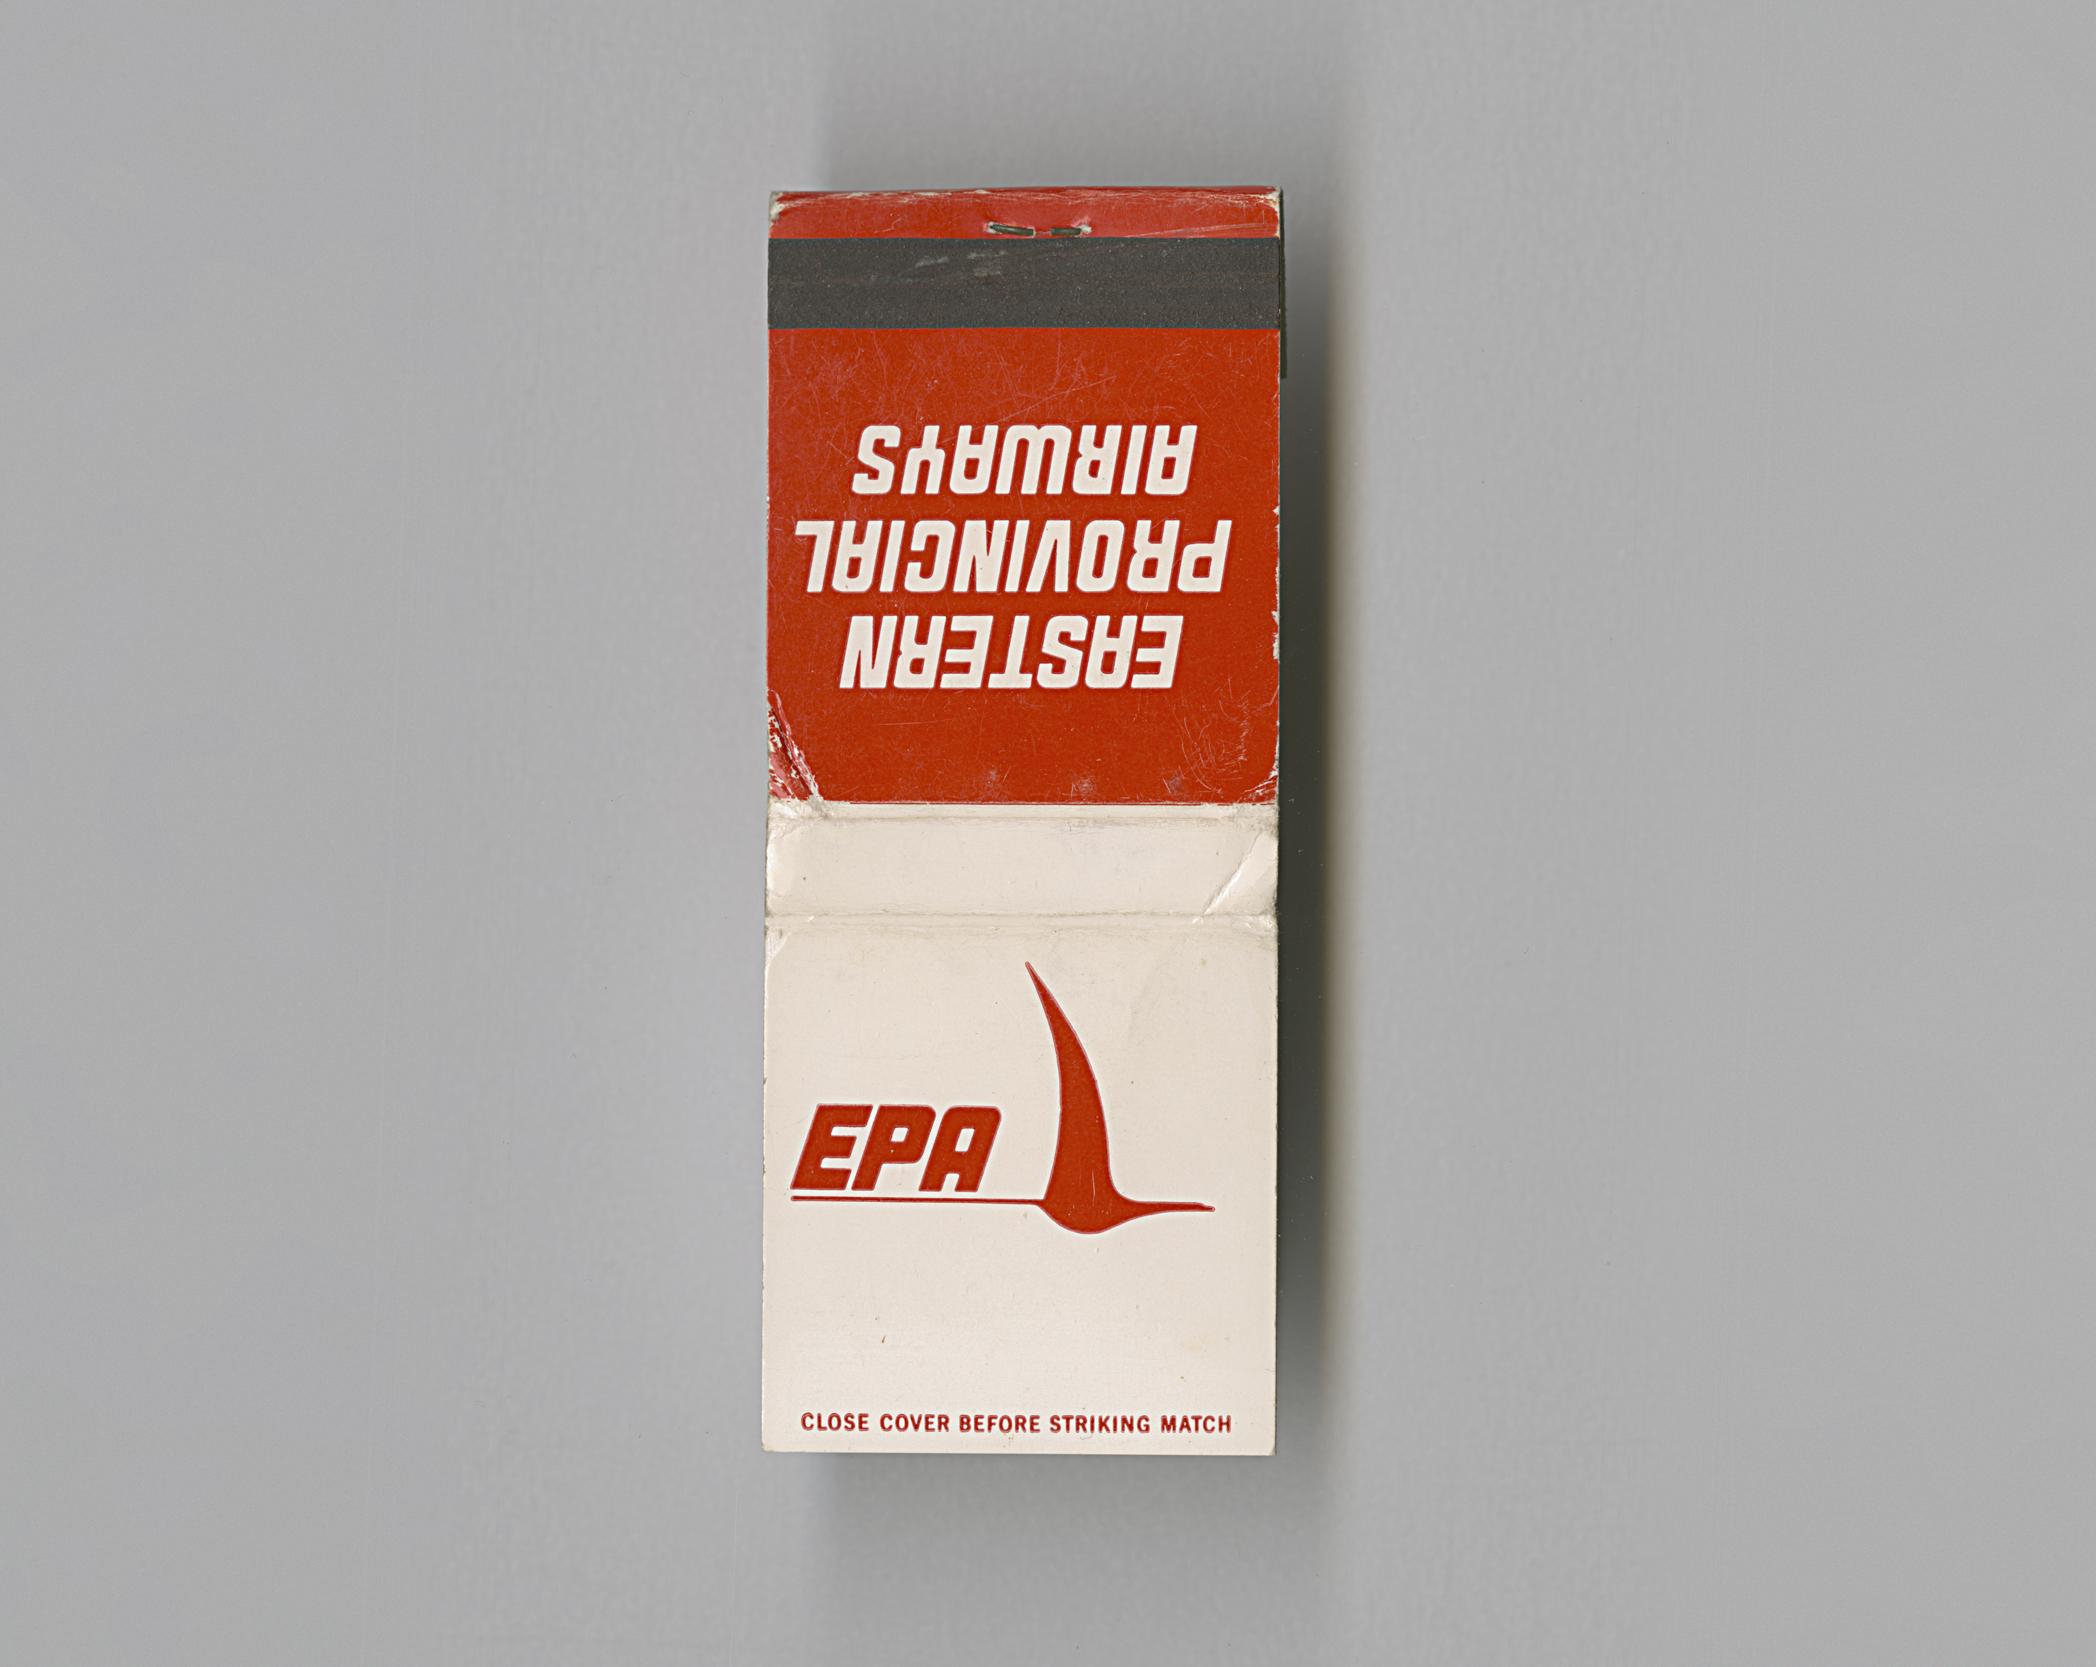 EASTERN
PROVINCIAL
AIRWAYS
EPA
CLOSE COVER BEFORE STRIKING MATCH